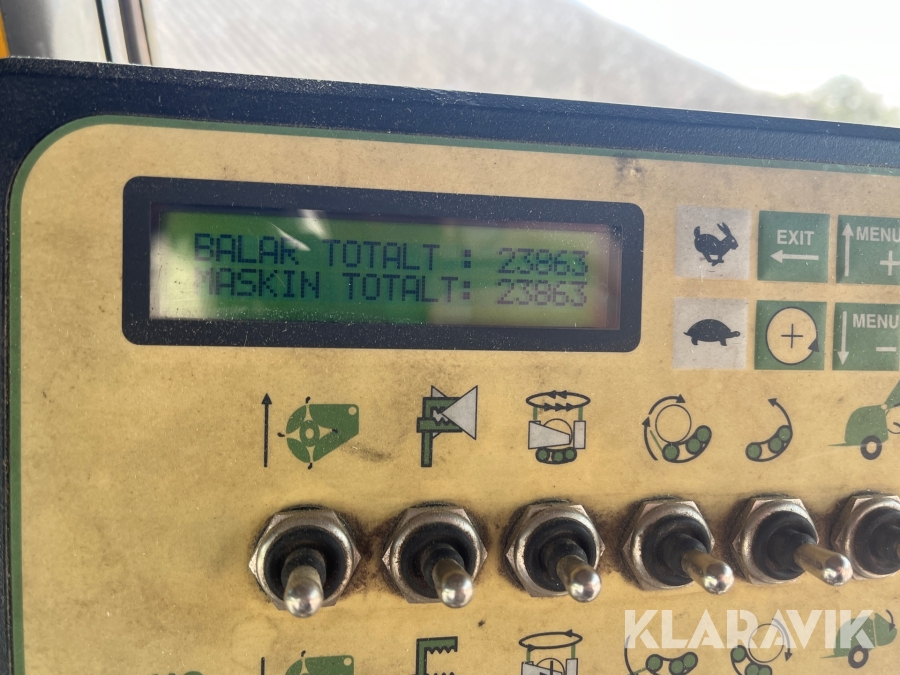 BALAR TOTALT : 23863
MASKIN TOTALT: 23863
EXIT
MENU
+
MENU
−
KLARAVIK